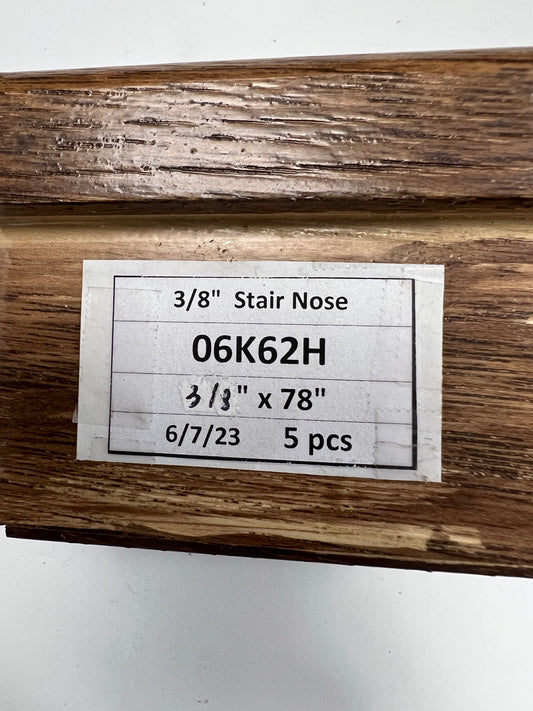 3/8" Stair Nose
06K62H
3/8" x 78"
6/7/23 5 pcs